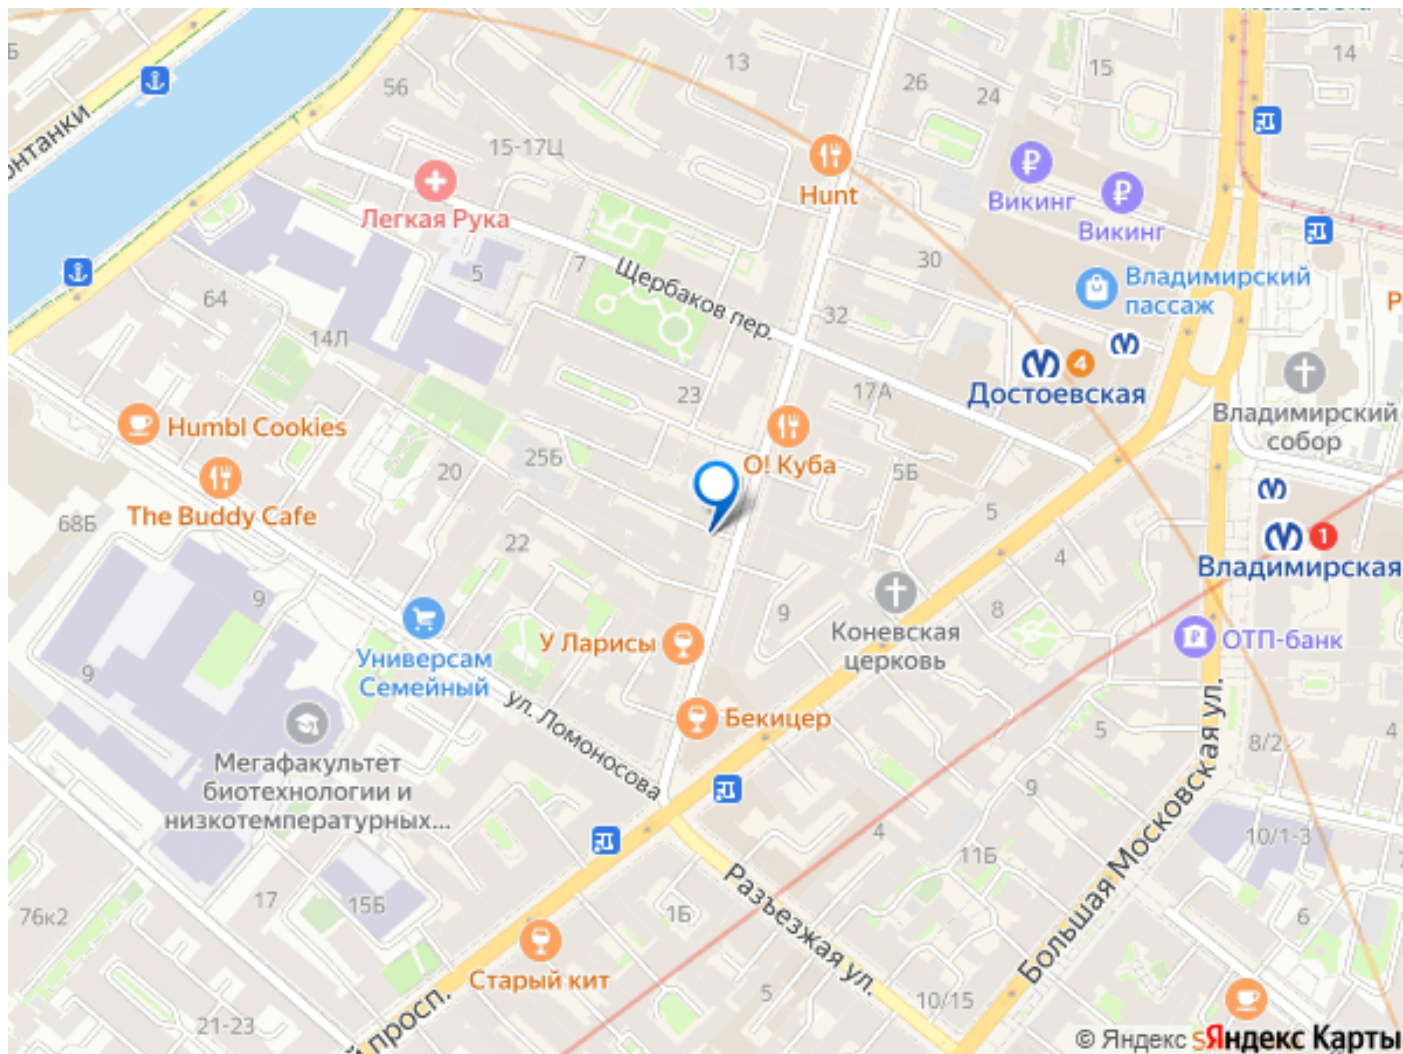 Б
13
14
15
56
26
24
онтанки
15-17Ц
Hunt
Викинг
Викинг
Легкая Рука
5
7
30
Щербаков пер.
Владимирский
пассаж
64
32
14Л
4
Достоевская
23
17А
Владимирский
собор
Humbl Cookies
О! Куба
20
25Б
5Б
The Buddy Cafe
68Б
5
22
4
1
Владимирская
9
9
8
Коневская
церковь
ОТП-банк
У Ларисы
Универсам
Семейный
9
ул. Ломоносова
Бекицер
5
8/2
4
Мегафакультет
биотехнологии и
низкотемпературных...
9
Большая Московская ул.
4
10/1-3
11Б
17
15Б
76к2
1Б
Разъезжая ул.
6
Старый кит
5
10/15
21-23
й просп.
© Яндекс
Яндекс Карты